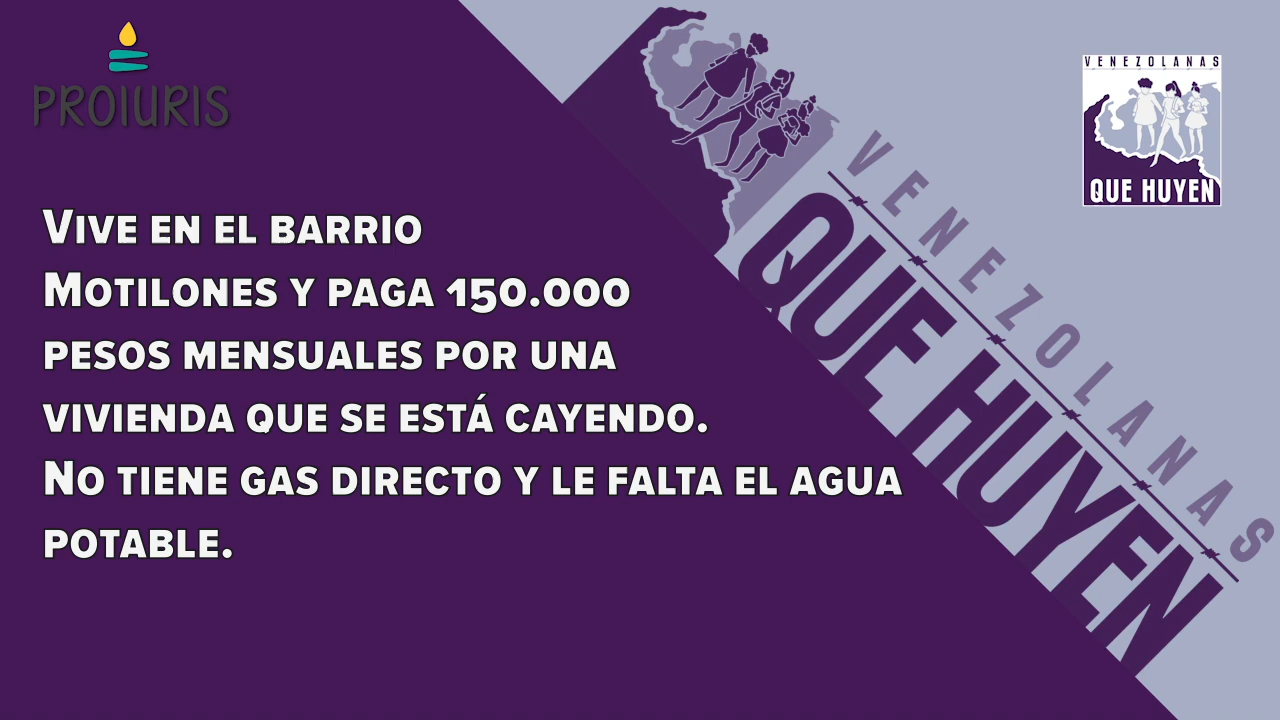 PROIURIS
VENEZOLANAS
QUE HUYEN
Vive en el barrio
Motilones y paga 150.000
pesos mensuales por una
vivienda que se está cayendo.
No tiene gas directo y le falta el agua
potable.
VENEZOLANAS
QUE HUYEN